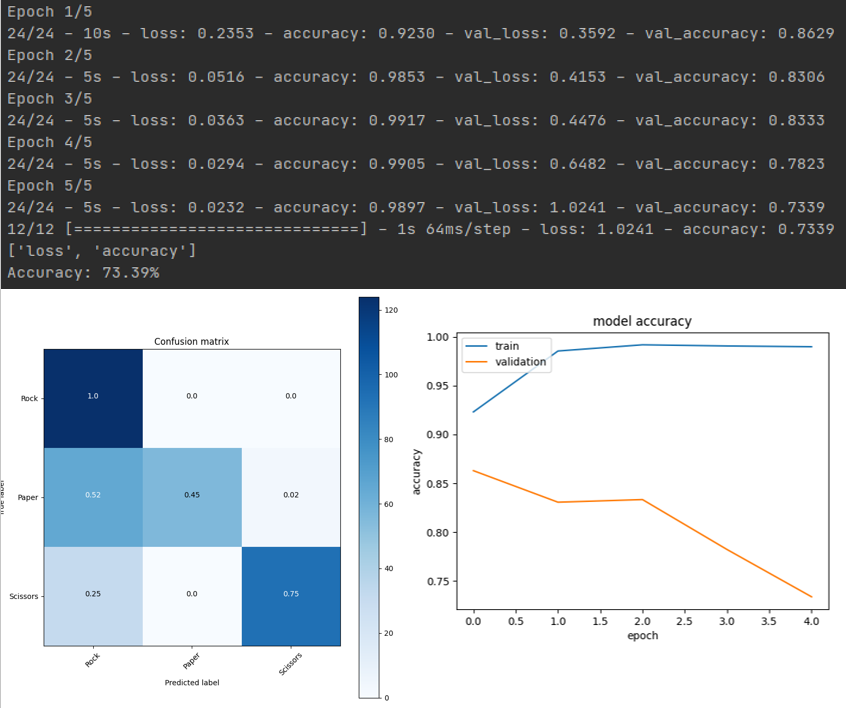 Epoch 1/5
24/24 - 10s - loss: 0.2353 - accuracy: 0.9230 - val_loss: 0.3592 - val_accuracy: 0.8629
Epoch 2/5
24/24 - 5s - loss: 0.0516 - accuracy: 0.9853 - val_loss: 0.4153 - val_accuracy: 0.8306
Epoch 3/5
24/24 - 5s - loss: 0.0363 - accuracy: 0.9917 - val_loss: 0.4476 - val_accuracy: 0.8333
Epoch 4/5
24/24 - 5s - loss: 0.0294 - accuracy: 0.9905 - val_loss: 0.6482 - val_accuracy: 0.7823
Epoch 5/5
24/24 - 5s - loss: 0.0232 - accuracy: 0.9897 - val_loss: 1.0241 - val_accuracy: 0.7339
12/12 [==============================] - 1s 64ms/step - loss: 1.0241 - accuracy: 0.7339
['loss', 'accuracy']
Accuracy: 73.39%
Confusion matrix
Rock
1.0 0.0 0.0
Paper
0.52 0.45 0.02
Scissors
0.25 0.0 0.75
Rock
Paper
Scissors
Predicted label
120
100
80
60
40
20
0
model accuracy
train
validation
accuracy
1.00
0.95
0.90
0.85
0.80
0.75
0.0 0.5 1.0 1.5 2.0 2.5 3.0 3.5 4.0
epoch